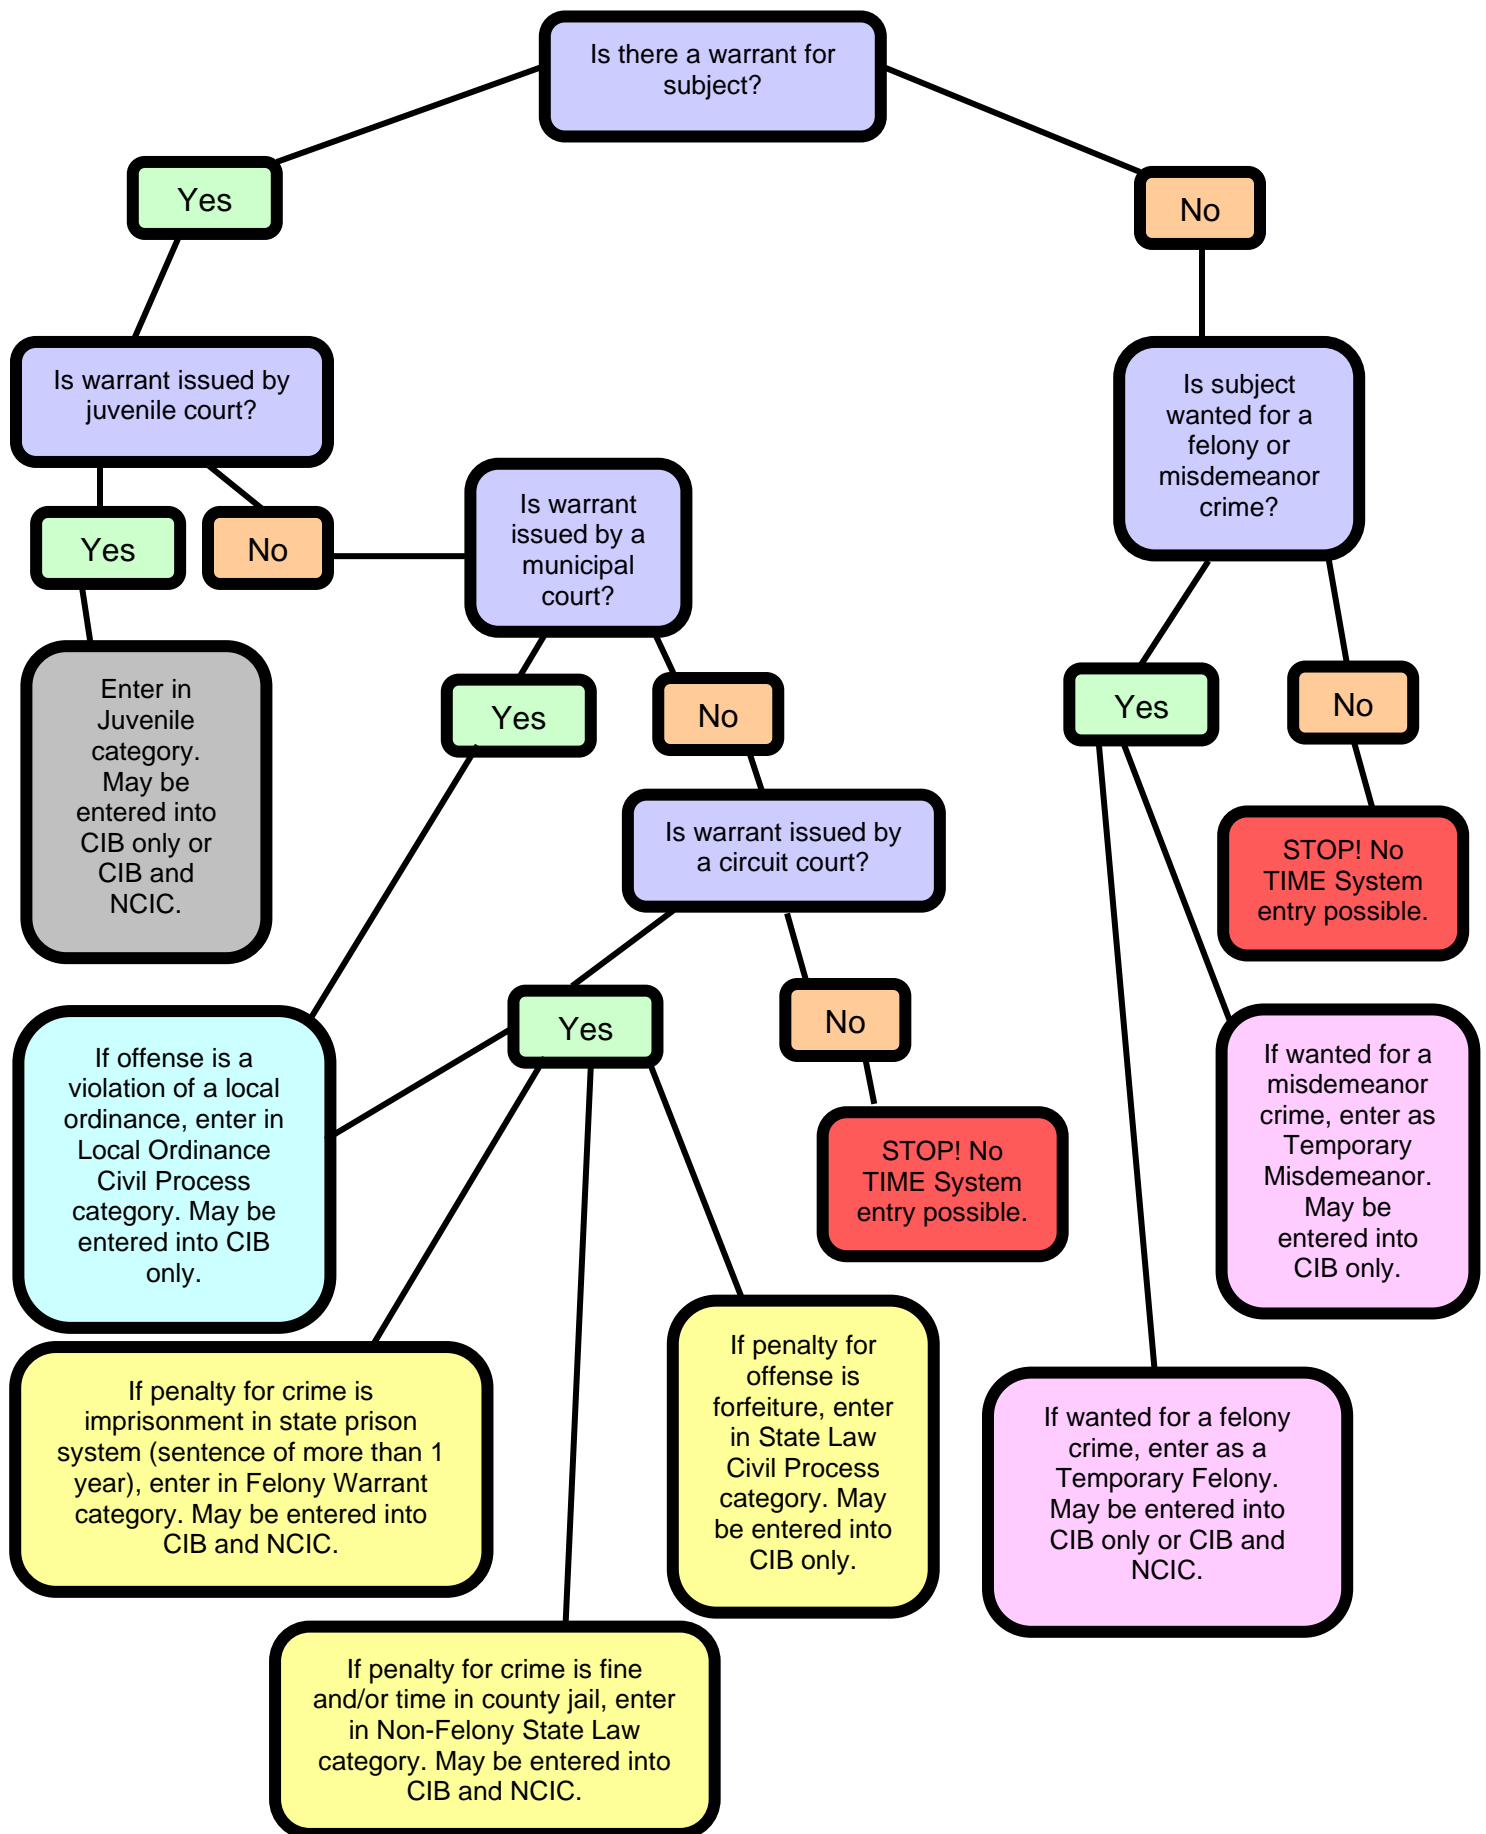 Is there a warrant for
subject?
Yes
No
Is warrant issued by
juvenile court?
Is subject
wanted for a
felony or
misdemeanor
crime?
Yes
No
Is warrant
issued by a
municipal
court?
Enter in
Juvenile
category.
May be
entered into
CIB only or
CIB and
NCIC.
Yes
No
Yes
No
Is warrant issued by
a circuit court?
STOP! No
TIME System
entry possible.
Yes
No
If offense is a
violation of a local
ordinance, enter in
Local Ordinance
Civil Process
category. May be
entered into CIB
only.
STOP! No
TIME System
entry possible.
If wanted for a
misdemeanor
crime, enter as
Temporary
Misdemeanor.
May be
entered into
CIB only.
If penalty for crime is
imprisonment in state prison
system (sentence of more than 1
year), enter in Felony Warrant
category. May be entered into
CIB and NCIC.
If penalty for
offense is
forfeiture, enter
in State Law
Civil Process
category. May
be entered into
CIB only.
If wanted for a felony
crime, enter as a
Temporary Felony.
May be entered into
CIB only or CIB and
NCIC.
If penalty for crime is fine
and/or time in county jail, enter
in Non-Felony State Law
category. May be entered into
CIB and NCIC.